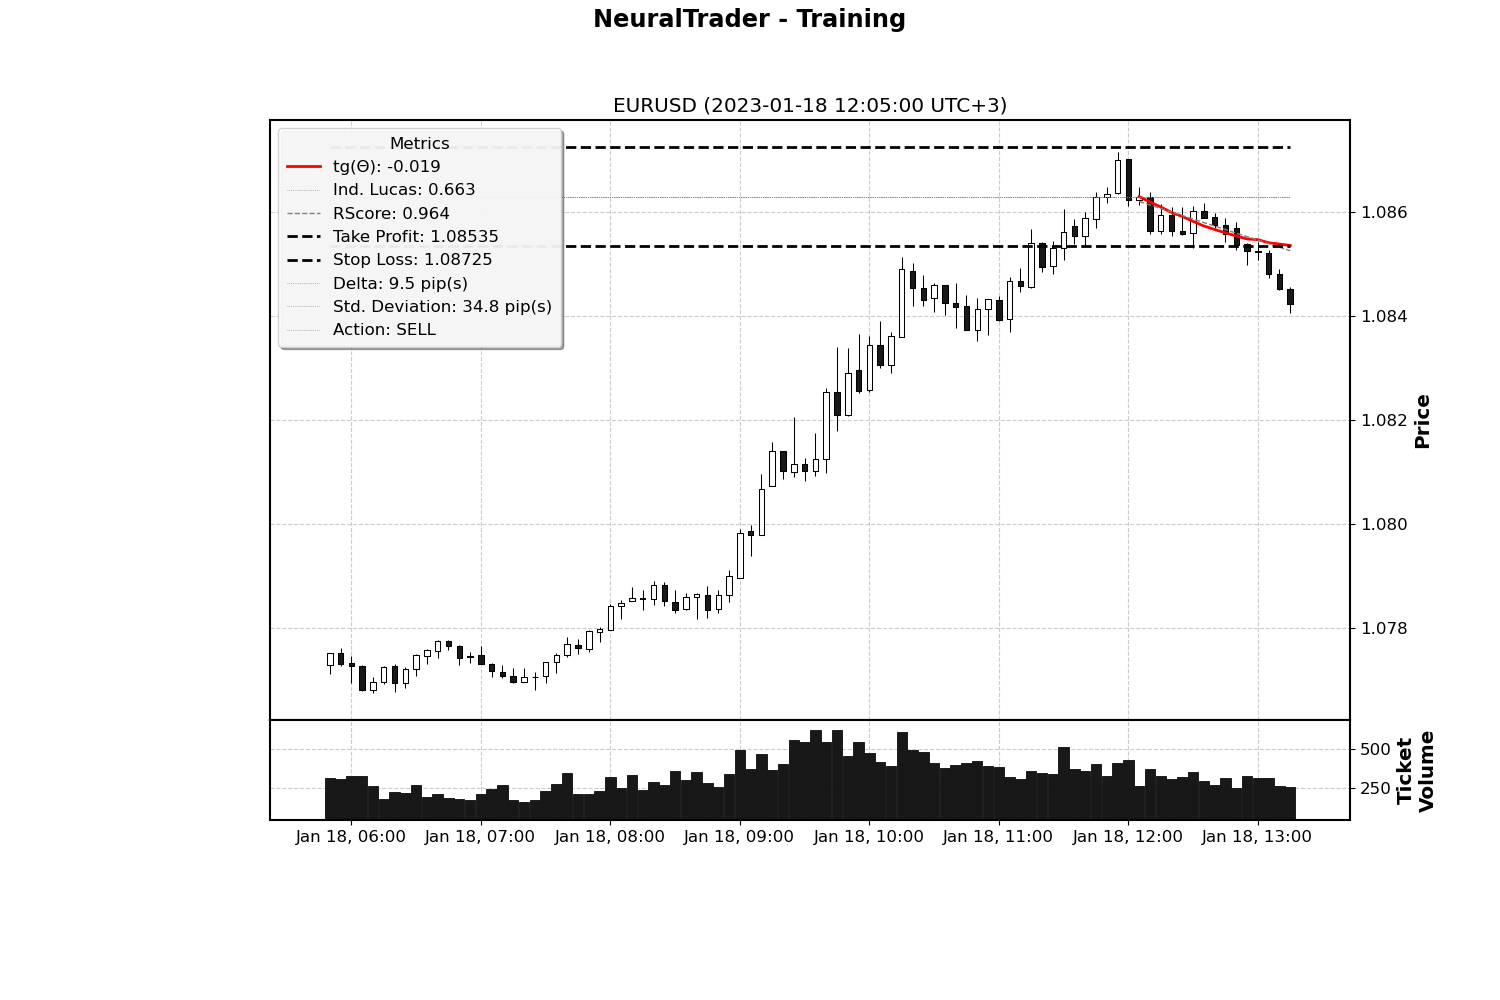 NeuralTrader - Training
EURUSD (2023-01-18 12:05:00 UTC+3)
Metrics
tg(Θ): -0.019
Ind. Lucas: 0.663
RScore: 0.964
Take Profit: 1.08535
Stop Loss: 1.08725
Delta: 9.5 pip(s)
Std. Deviation: 34.8 pip(s)
Action: SELL
1.086
1.084
1.082
1.080
1.078
Price
500
250
Ticket
Volume
Jan 18, 06:00
Jan 18, 07:00
Jan 18, 08:00
Jan 18, 09:00
Jan 18, 10:00
Jan 18, 11:00
Jan 18, 12:00
Jan 18, 13:00